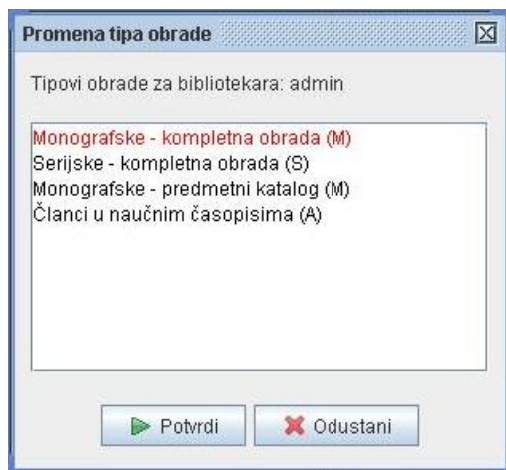 Promena tipa obrade
Tipovi obrade za bibliotekara: admin
Monografske - kompletna obrada (M)
Serijske - kompletna obrada (S)
Monografske - predmetni katalog (M)
Članci u naučnim časopisima (A)
Potvrdi
Odustani